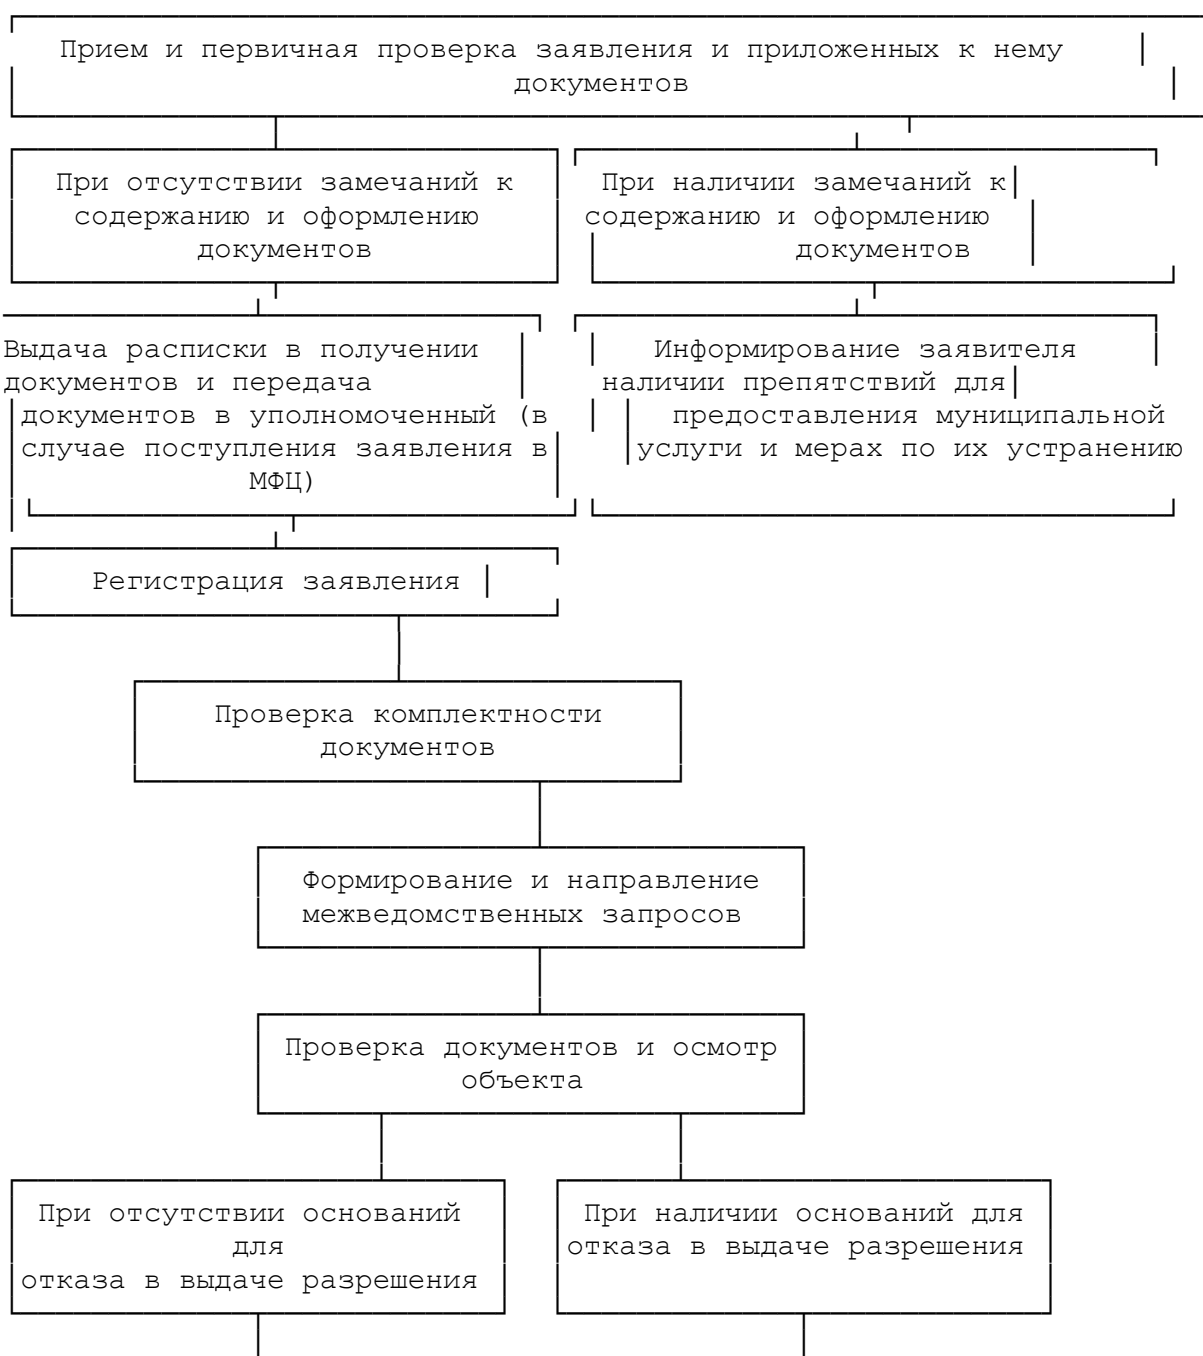 Прием и первичная проверка заявления и приложенных к нему
документов
При отсутствии замечаний к
содержанию и оформлению
документов
При наличии замечаний к
содержанию и оформлению
документов
Выдача расписки в получении
документов и передача
документов в уполномоченный (в
случае поступления заявления в
МФЦ)
Информирование заявителя
наличии препятствий для
предоставления муниципальной
услуги и мерах по их устранению
Регистрация заявления
Проверка комплектности
документов
Формирование и направление
межведомственных запросов
Проверка документов и осмотр
объекта
При отсутствии оснований
для
отказа в выдаче разрешения
При наличии оснований для
отказа в выдаче разрешения